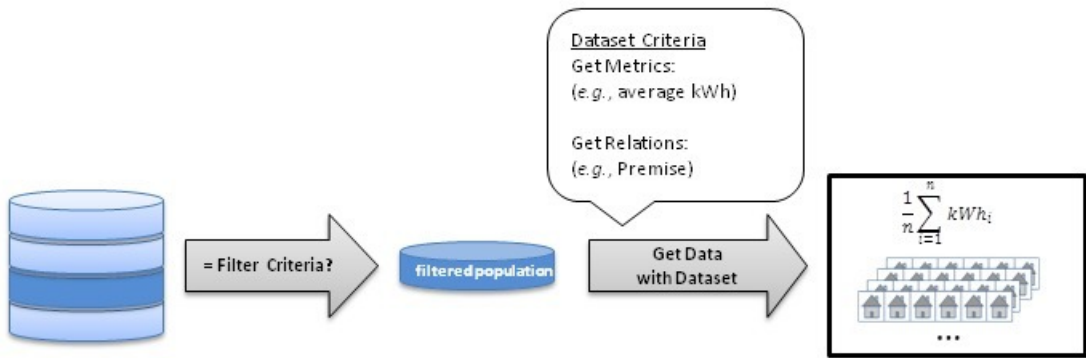 Dataset Criteria
Get Metrics:
(e.g., average kWh)
Get Relations:
(e.g., Premise)
= Filter Criteria?
filtered population
Get Data
with Dataset
n
1/n ∑ kWhᵢ
i=1
...